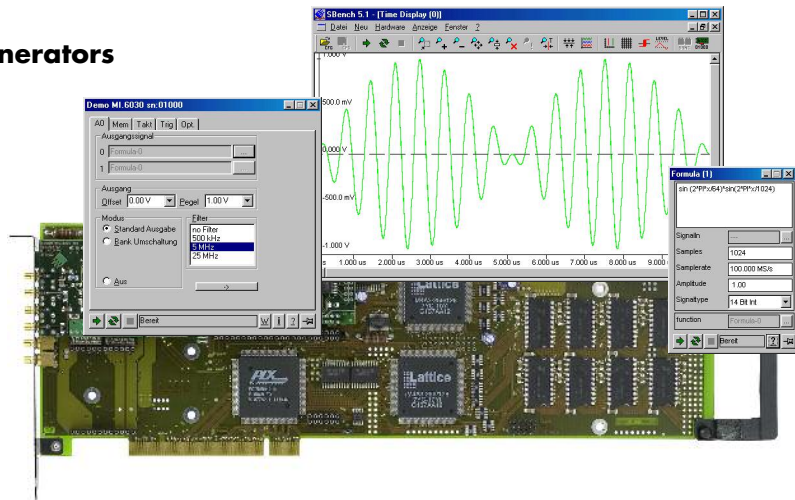 nerators
SBench 5.1 - [Time Display (0)]
Datei Neu Hardware Anzeige Fenster ?
1.000 V
500.0 mV
0.000 V
-500.0 mV
-1.000 V
s 1.000 us 2.000 us 3.000 us 4.000 us 5.000 us 6.000 us 7.000 us 8.000 us 9.000
Demo MI.6030 sn:01000
A0 Mem Takt Trig Opt.
Ausgangssignal
0 Formula-0 ...
1 Formula-0 ...
Ausgang
Offset 0.00 V Pegel 1.00 V
Modus
Standard Ausgabe
Bank Umschaltung
Aus
Filter
no Filter
500 kHz
5 MHz
25 MHz
->
Bereit W i ?
Formula (1)
sin (2*PI*x/64)*sin(2*PI*x/1024)
SignalIn --- ...
Samples 1024
Samplerate 100.000 MS/s
Amplitude 1.00
Signaltype 14 Bit Int
function Formula-0 ...
Bereit ?
Lattice
PLX
Lattice